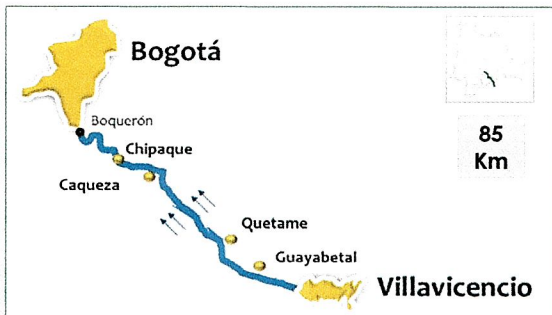 Bogotá
Boquerón
Chipaque
Caqueza
85
Km
Quetame
Guayabetal
Villavicencio